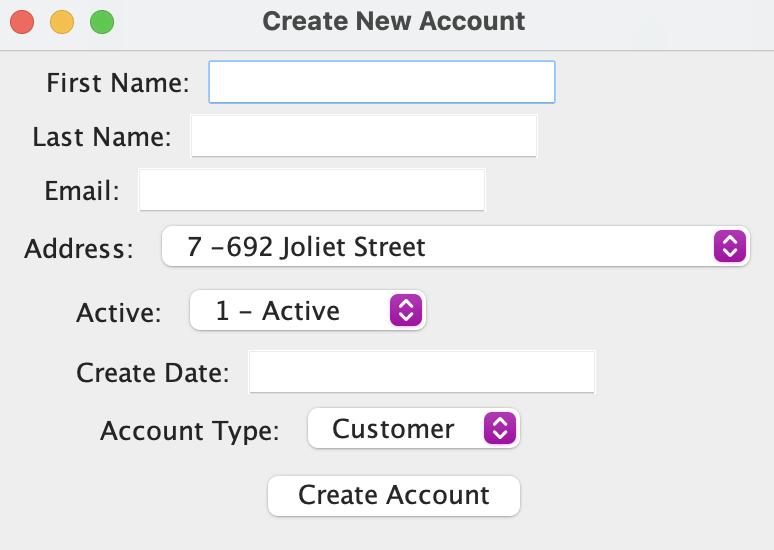 Create New Account
First Name:
Last Name:
Email:
Address: 7 -692 Joliet Street
Active: 1 - Active
Create Date:
Account Type: Customer
Create Account